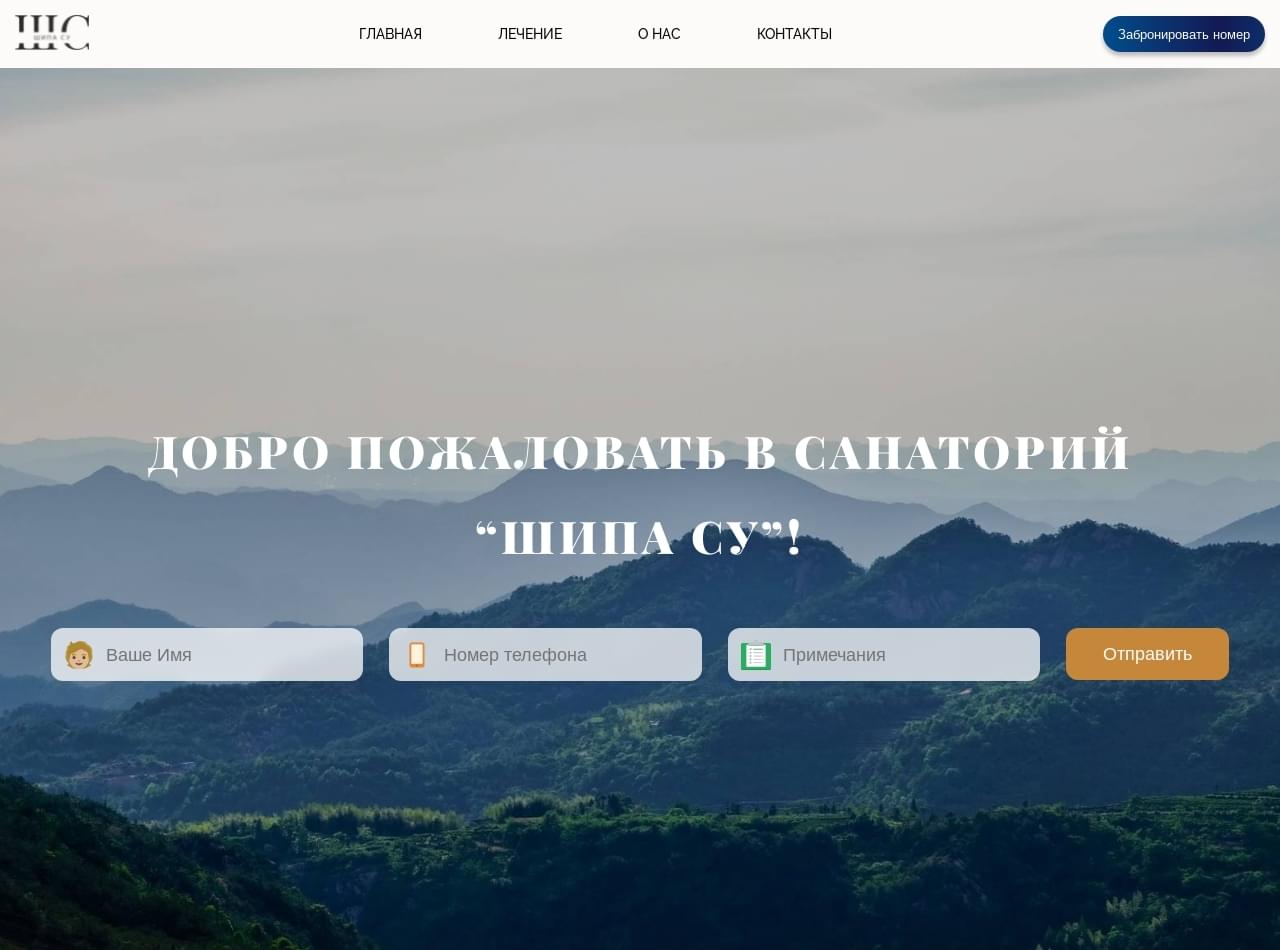 ШС
ШИПА СУ
ГЛАВНАЯ
ЛЕЧЕНИЕ
О НАС
КОНТАКТЫ
Забронировать номер
ДОБРО ПОЖАЛОВАТЬ В САНАТОРИЙ
“ШИПА СУ”!
Ваше Имя
Номер телефона
Примечания
Отправить